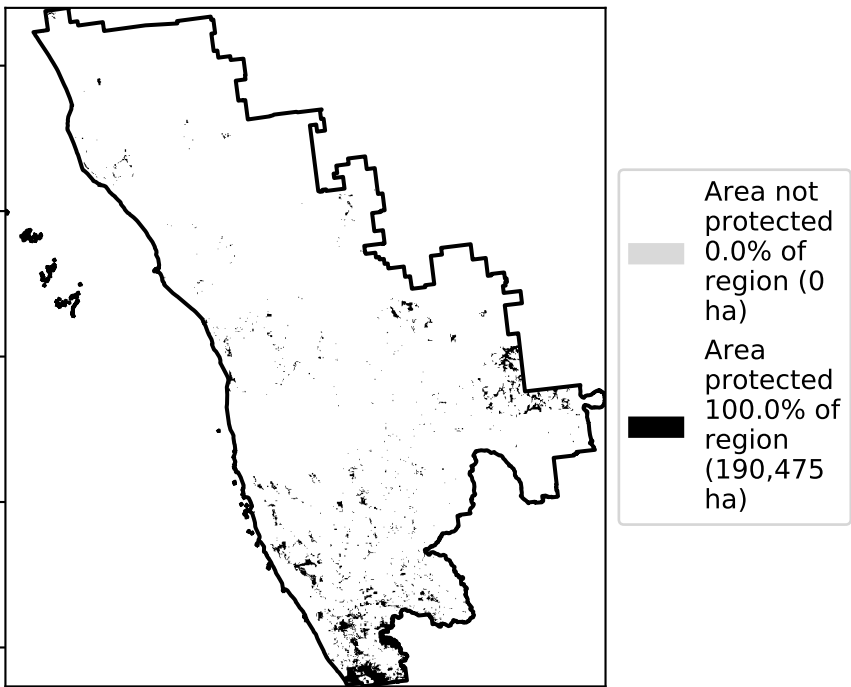 Area not
protected
0.0% of
region (0
ha)
Area
protected
100.0% of
region
(190,475
ha)